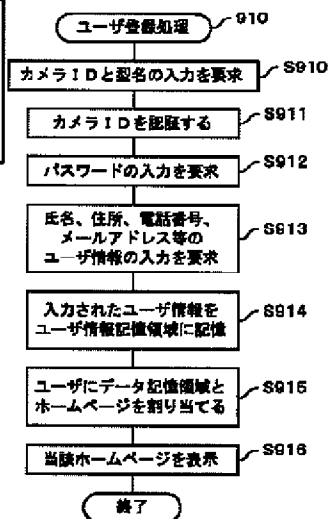 ユーザ登録処理
910
カメラIDと型名の入力を要求
S910
カメラIDを認証する
S911
パスワードの入力を要求
S912
氏名、住所、電話番号、
メールアドレス等の
ユーザ情報の入力を要求
S913
入力されたユーザ情報を
ユーザ情報記憶領域に記憶
S914
ユーザにデータ記憶領域と
ホームページを割り当てる
S915
当該ホームページを表示
S916
終了